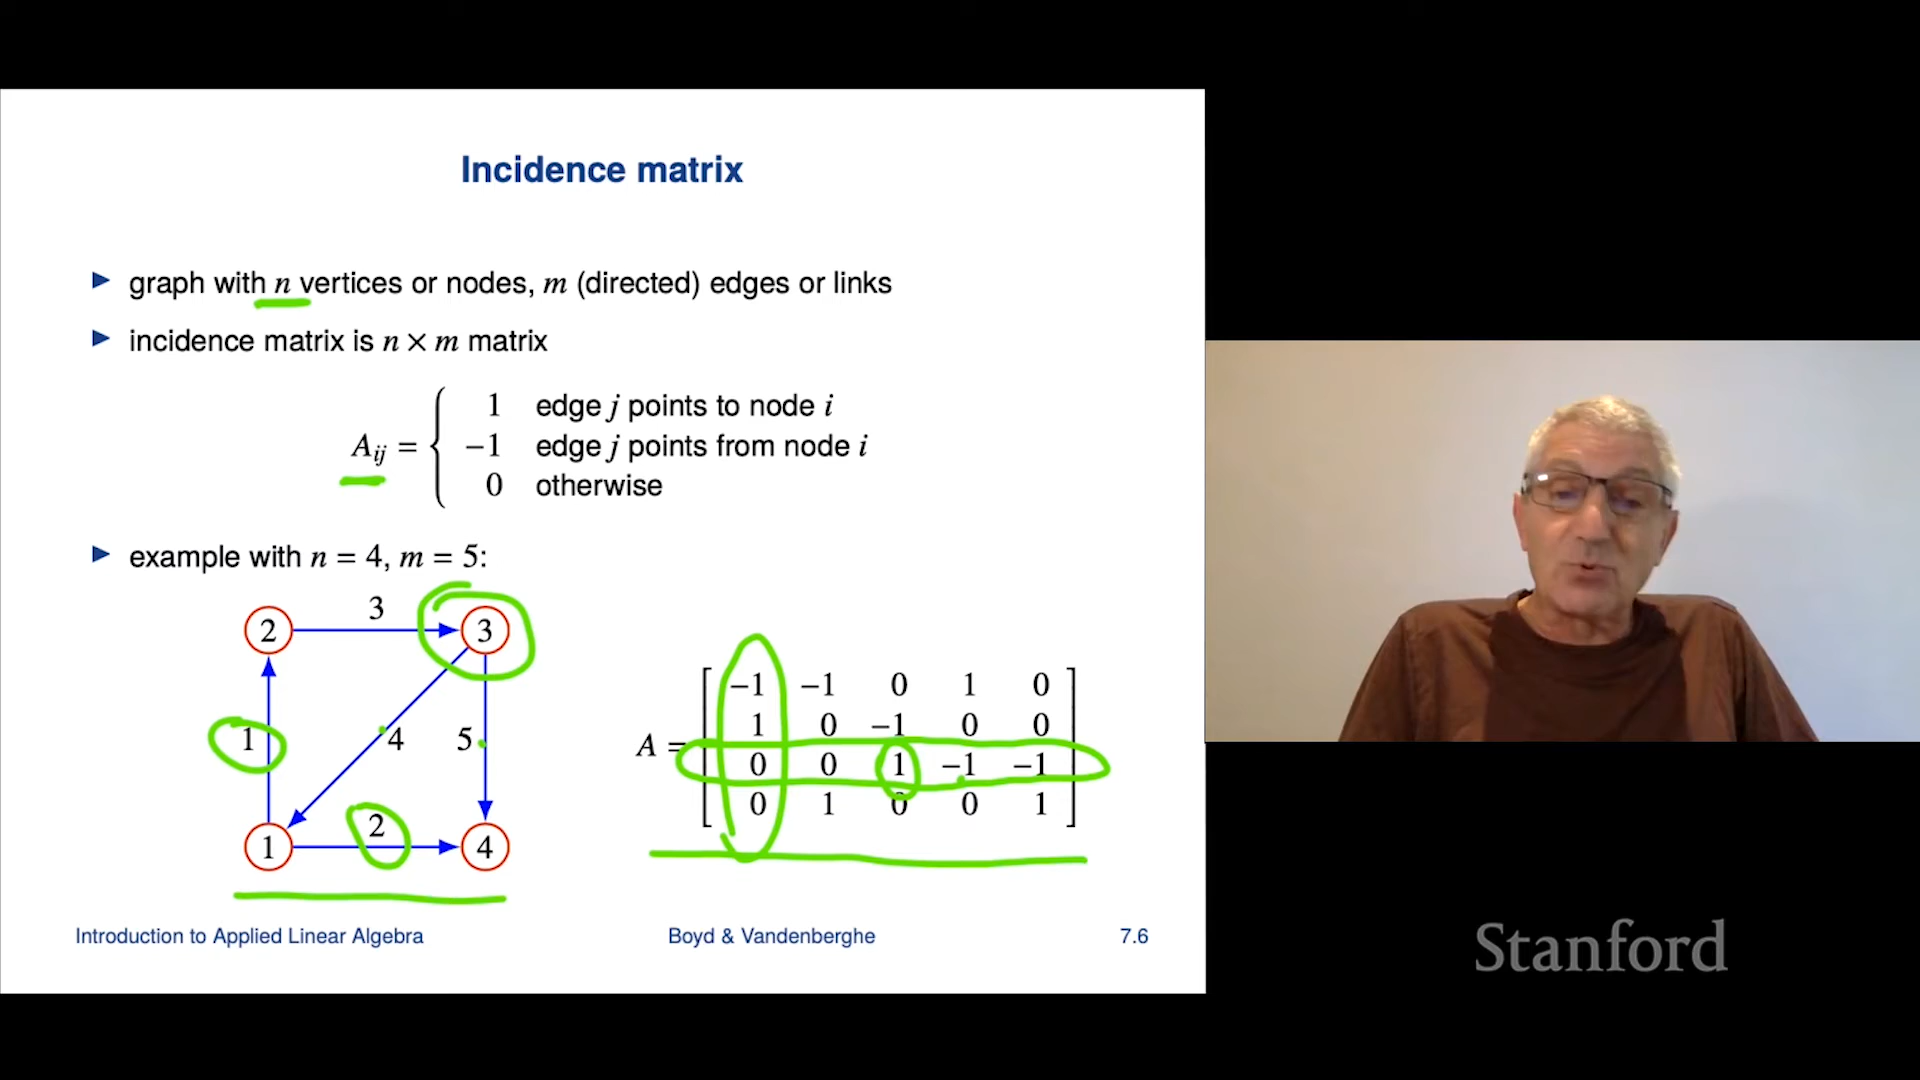 Incidence matrix
▶ graph with n vertices or nodes, m (directed) edges or links
▶ incidence matrix is n × m matrix
1 edge j points to node i
A_ij = { −1 edge j points from node i
0 otherwise
▶ example with n = 4, m = 5:
2 3 3
1 4 5
2
1 4
A =
−1 −1 0 1 0
1 0 −1 0 0
0 0 1 −1 −1
0 1 0 0 1
Introduction to Applied Linear Algebra Boyd & Vandenberghe 7.6
Stanford